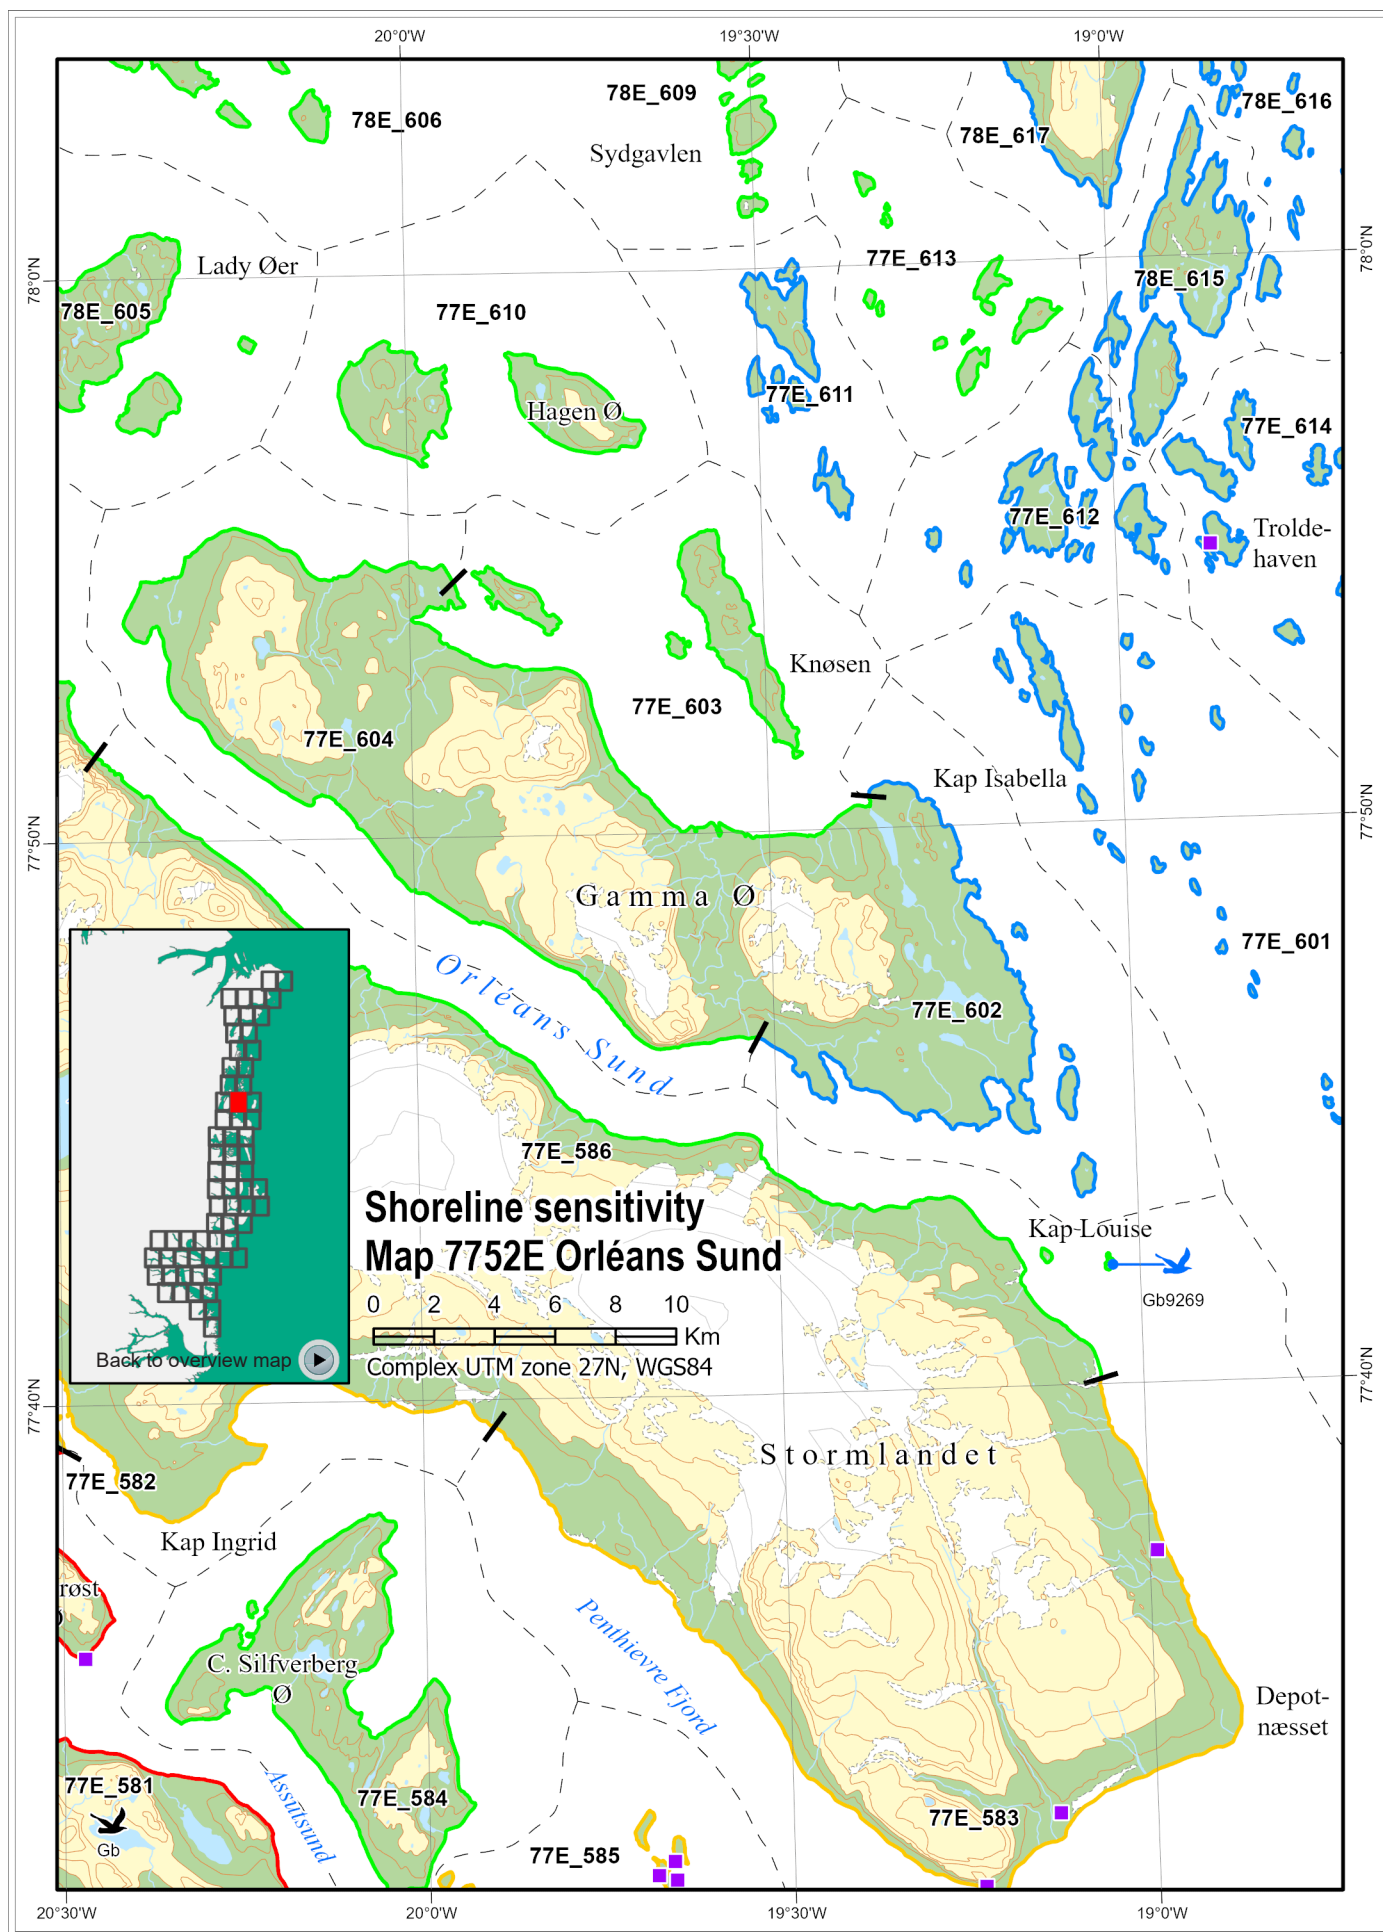 20°0'W
19°30'W
19°0'W
78E_609
78E_616
78E_606
78E_617
Sydgavlen
Lady Øer
77E_613
78°0'N
78°0'N
78E_615
78E_605
77E_610
77E_611
Hagen Ø
77E_614
77E_612
Trolde-
haven
Knøsen
77E_603
77E_604
Kap Isabella
77°50'N
77°50'N
Gamma Ø
77E_601
Orléans Sund
77E_602
77E_586
Shoreline sensitivity
Map 7752E Orléans Sund
Kap Louise
0 2 4 6 8 10
Km
Gb9269
Complex UTM zone 27N, WGS84
Back to overview map
77°40'N
77°40'N
Stormlandet
77E_582
Kap Ingrid
røst
Ø
Penthievre Fjord
C. Silfverberg
Ø
Depot-
næsset
77E_581
Assutsund
77E_584
77E_583
Gb
77E_585
20°30'W
20°0'W
19°30'W
19°0'W